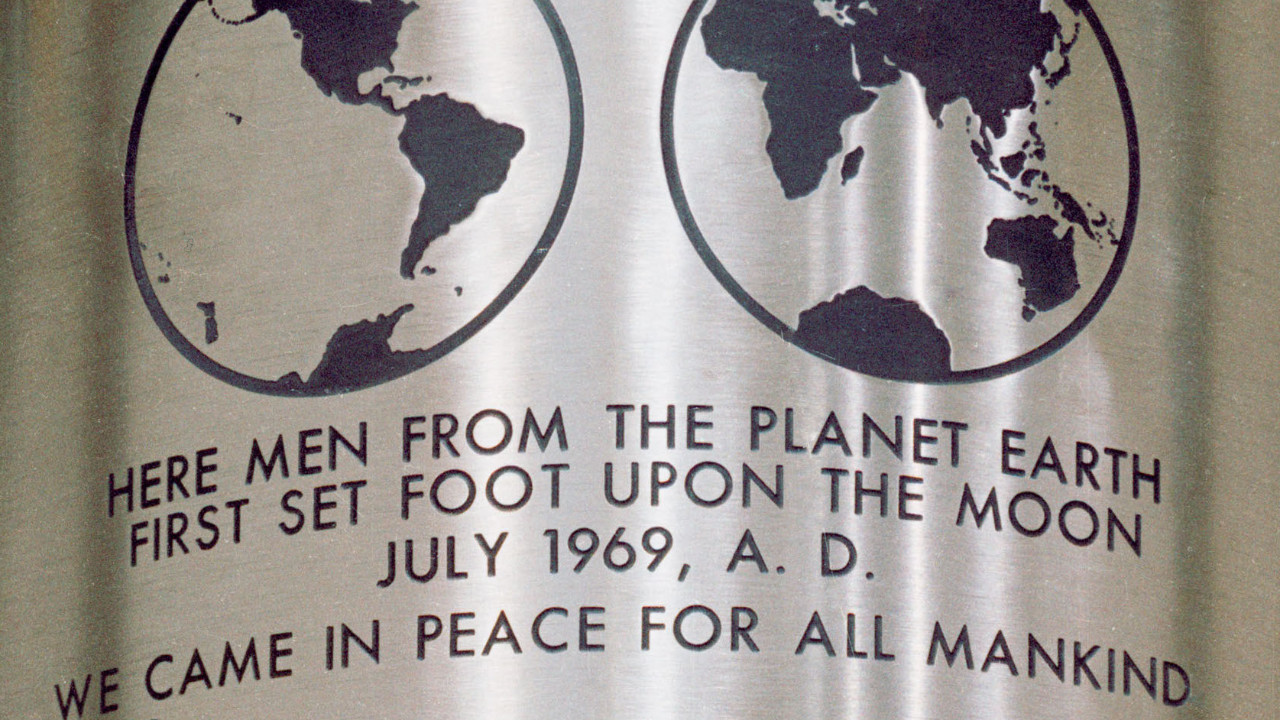 HERE MEN FROM THE PLANET EARTH
FIRST SET FOOT UPON THE MOON
JULY 1969, A. D.
WE CAME IN PEACE FOR ALL MANKIND